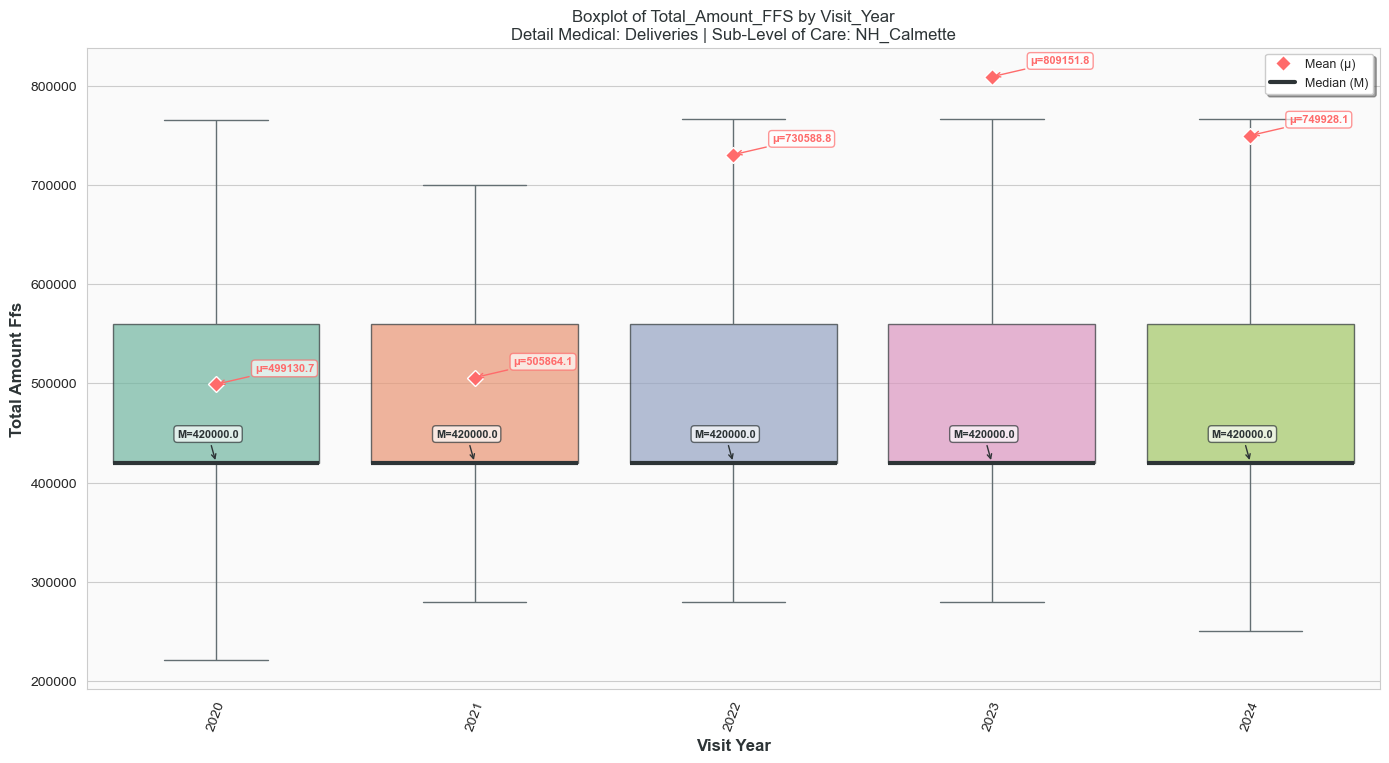 Boxplot of Total_Amount_FFS by Visit_Year
Detail Medical: Deliveries | Sub-Level of Care: NH_Calmette
Mean (μ)
Median (M)
Total Amount Ffs
800000
700000
600000
500000
400000
300000
200000
μ=499130.7
μ=505864.1
μ=730588.8
μ=809151.8
μ=749928.1
M=420000.0
M=420000.0
M=420000.0
M=420000.0
M=420000.0
2020
2021
2022
2023
2024
Visit Year